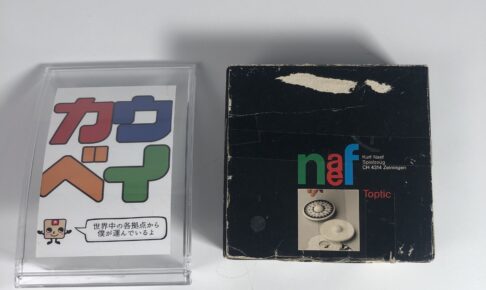 カウ
ベイ
世界中の各拠点から
僕が運んでいるよ
naef
Kurt Naef
Spielzeug
CH 4314 Zeiningen
Toptic